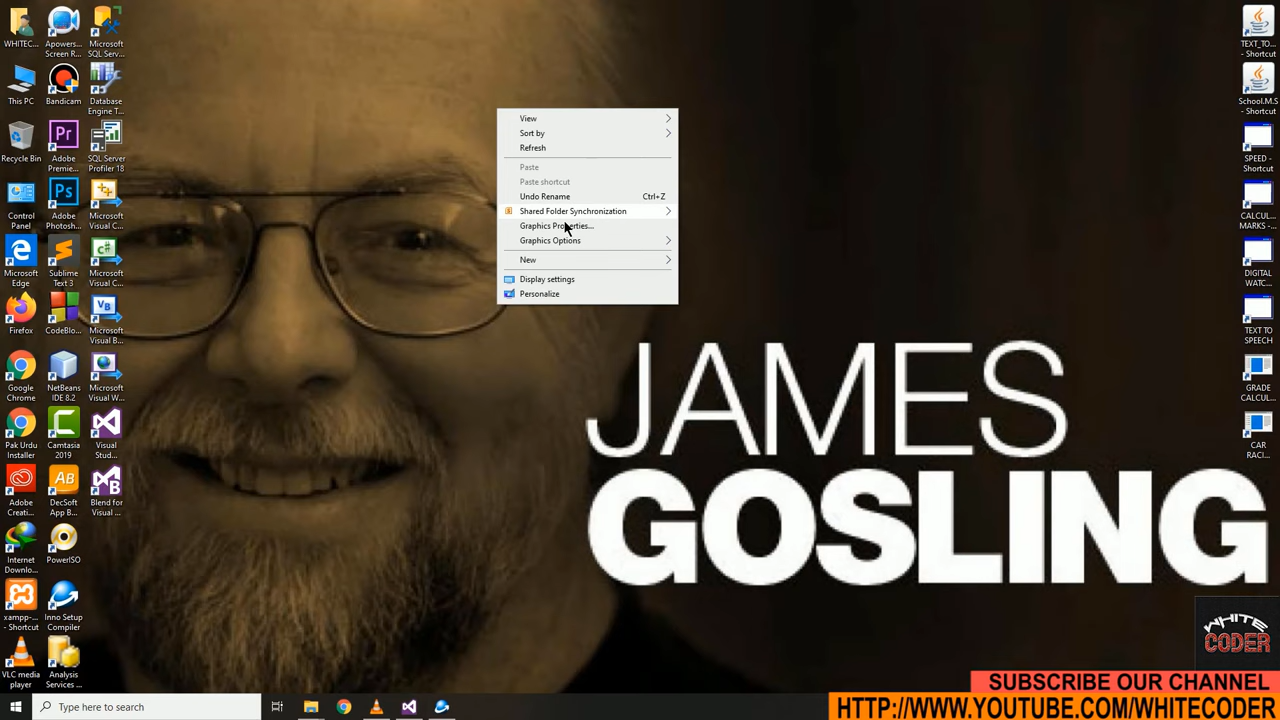 WHITEC...
Apowers...
Screen R...
Microsoft
SQL Serv...
This PC
Bandicam
Database
Engine T...
Recycle Bin
Adobe
Premie...
SQL Server
Profiler 18
Control
Panel
Adobe
Photosh...
Microsoft
Visual C...
Microsoft
Edge
Sublime
Text 3
Microsoft
Visual C#...
Firefox
CodeBlo...
Microsoft
Visual B...
Google
Chrome
NetBeans
IDE 8.2
Microsoft
Visual W...
Pak Urdu
Installer
Camtasia
2019
Visual
Stud...
Adobe
Creati...
DecSoft
App B...
Blend for
Visual ...
Internet
Downlo...
PowerISO
xampp-...
- Shortcut
Inno Setup
Compiler
VLC media
player
Analysis
Services ...
View
Sort by
Refresh
Paste
Paste shortcut
Undo Rename Ctrl+Z
Shared Folder Synchronization
Graphics Properties...
Graphics Options
New
Display settings
Personalize
JAMES
GOSLING
TEXT_TO...
- Shortcut
School.M.S
- Shortcut
SPEED -
Shortcut
CALCUL...
MARKS -...
DIGITAL
WATC...
TEXT TO
SPEECH
GRADE
CALCUL...
CAR
RACI...
WHITE
CODER
SUBSCRIBE OUR CHANNEL
HTTP://WWW.YOUTUBE.COM/WHITECODER
Type here to search